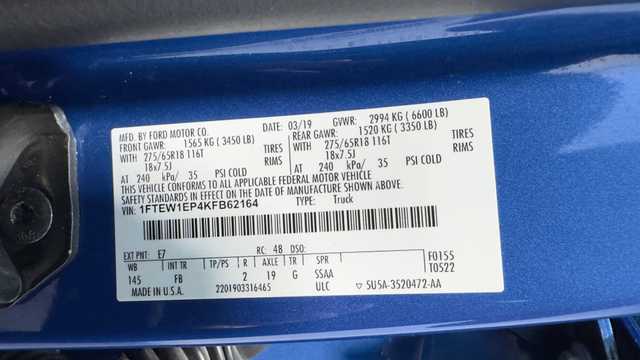 MFD. BY FORD MOTOR CO. DATE: 03/19 GVWR: 2994 KG ( 6600 LB)
FRONT GAWR: 1565 KG ( 3450 LB) REAR GAWR: 1520 KG ( 3350 LB)
WITH 275/65R18 116T TIRES WITH 275/65R18 116T TIRES
18x7.5J RIMS 18x7.5J RIMS
AT 240 kPa/ 35 PSI COLD AT 240 kPa/ 35 PSI COLD
THIS VEHICLE CONFORMS TO ALL APPLICABLE FEDERAL MOTOR VEHICLE
SAFETY STANDARDS IN EFFECT ON THE DATE OF MANUFACTURE SHOWN ABOVE.
VIN: 1FTEW1EP4KFB62164 TYPE: Truck
EXT PNT: E7 RC: 48 DSO: F0155
WB INT TR TP/PS R AXLE TR SPR T0522
145 FB 2 19 G SSAA
MADE IN U.S.A. 2201903316465 ULC ▽ 5U5A-3520472-AA